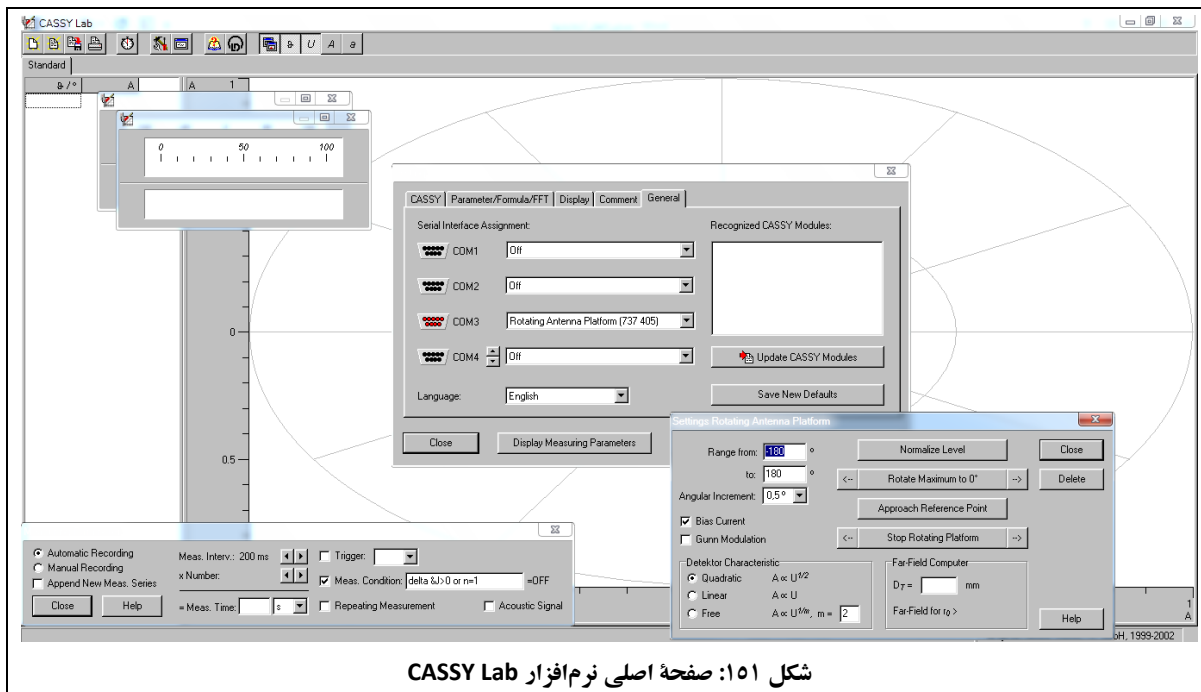 CASSY Lab
ϑ U A a
Standard
ϑ / ° A
A 1
0 50 100
CASSY Parameter/Formula/FFT Display Comment General
Serial Interface Assignment: Recognized CASSY Modules:
COM1 Off
COM2 Off
COM3 Rotating Antenna Platform (737 405)
COM4 Off
Update CASSY Modules
Language: English
Save New Defaults
Close Display Measuring Parameters
0
0.5
Settings Rotating Antenna Platform
Range from: -180 °
to: 180 °
Angular Increment: 0,5 °
Bias Current
Gunn Modulation
Normalize Level
Close
<-- Rotate Maximum to 0° -->
Delete
Approach Reference Point
<-- Stop Rotating Platform -->
Detektor Characteristic
Quadratic A ∝ U^1/2
Linear A ∝ U
Free A ∝ U^1/m, m = 2
Far-Field Computer
D_T = mm
Far-Field for r₀ >
Help
Automatic Recording
Manual Recording
Append New Meas. Series
Close Help
Meas. Interv.: 200 ms
x Number:
= Meas. Time: s
Trigger:
Meas. Condition: delta &J>0 or n=1 =OFF
Repeating Measurement Acoustic Signal
1
A
bH, 1999-2002
شکل ۱۵۱: صفحهٔ اصلی نرم‌افزار CASSY Lab